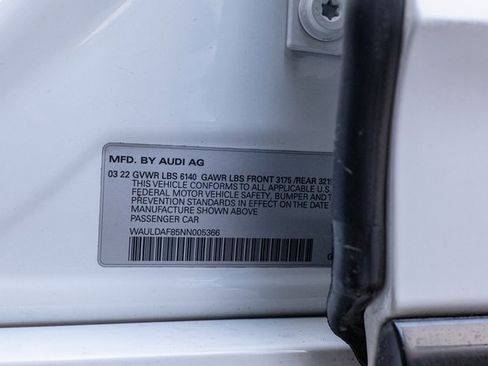 MFD. BY AUDI AG
03 22 GVWR LBS 6140 GAWR LBS FRONT 3175 /REAR 321
THIS VEHICLE CONFORMS TO ALL APPLICABLE U.S.
FEDERAL MOTOR VEHICLE SAFETY, BUMPER AND T
PREVENTION STANDARDS IN EFFECT ON THE DATE
MANUFACTURE SHOWN ABOVE
PASSENGER CAR
WAULDAF85NN005366